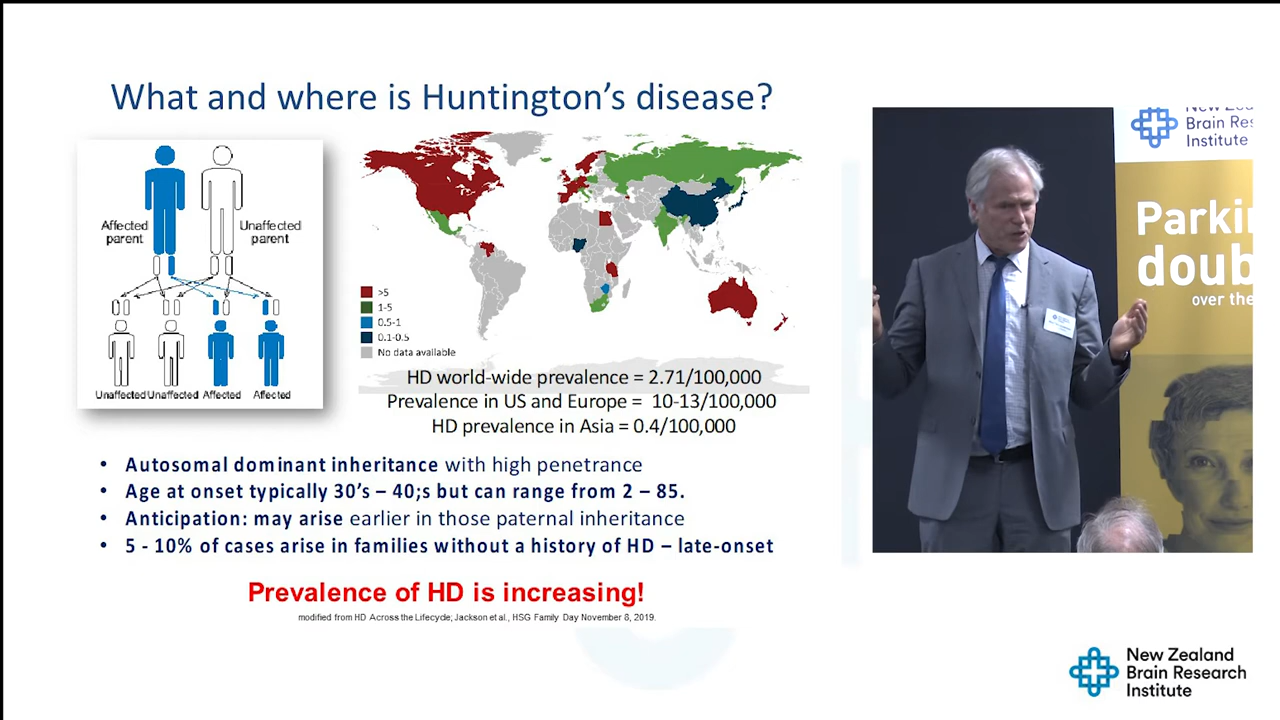 What and where is Huntington's disease?
Affected
parent
Unaffected
parent
Unaffected Unaffected Affected Affected
>5
1-5
0.5-1
0.1-0.5
No data available
HD world-wide prevalence = 2.71/100,000
Prevalence in US and Europe = 10-13/100,000
HD prevalence in Asia = 0.4/100,000
• Autosomal dominant inheritance with high penetrance
• Age at onset typically 30's – 40;s but can range from 2 – 85.
• Anticipation: may arise earlier in those paternal inheritance
• 5 - 10% of cases arise in families without a history of HD – late-onset
Prevalence of HD is increasing!
modified from HD Across the Lifecycle; Jackson et al., HSG Family Day November 8, 2019.
Brain Res
Institute
Parki
doub
over the
New Zealand
Brain Research
Institute